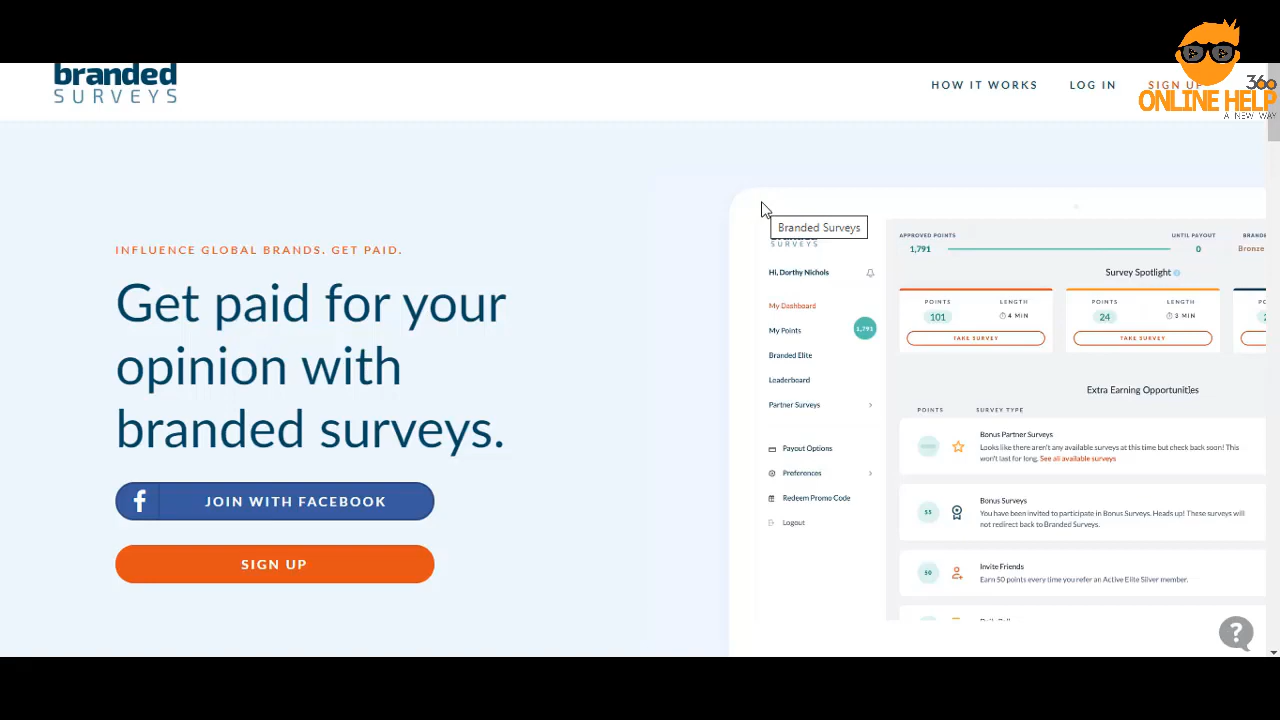 branded
SURVEYS
HOW IT WORKS
LOG IN
SIGN UP
360
ONLINE HELP
A NEW WAY
INFLUENCE GLOBAL BRANDS. GET PAID.
Get paid for your
opinion with
branded surveys.
JOIN WITH FACEBOOK
SIGN UP
Branded Surveys
SURVEYS
Hi, Dorthy Nichols
My Dashboard
My Points
1,791
Branded Elite
Leaderboard
Partner Surveys
Payout Options
Preferences
Redeem Promo Code
Logout
APPROVED POINTS
1,791
UNTIL PAYOUT
0
Bronze
Survey Spotlight
POINTS
101
LENGTH
4 MIN
TAKE SURVEY
POINTS
24
LENGTH
3 MIN
TAKE SURVEY
Extra Earning Opportunities
POINTS
SURVEY TYPE
Bonus Partner Surveys
Looks like there aren't any available surveys at this time but check back soon! This
won't last for long. See all available surveys
55
Bonus Surveys
You have been invited to participate in Bonus Surveys. Heads up! These surveys will
not redirect back to Branded Surveys.
50
Invite Friends
Earn 50 points every time you refer an Active Elite Silver member.
?